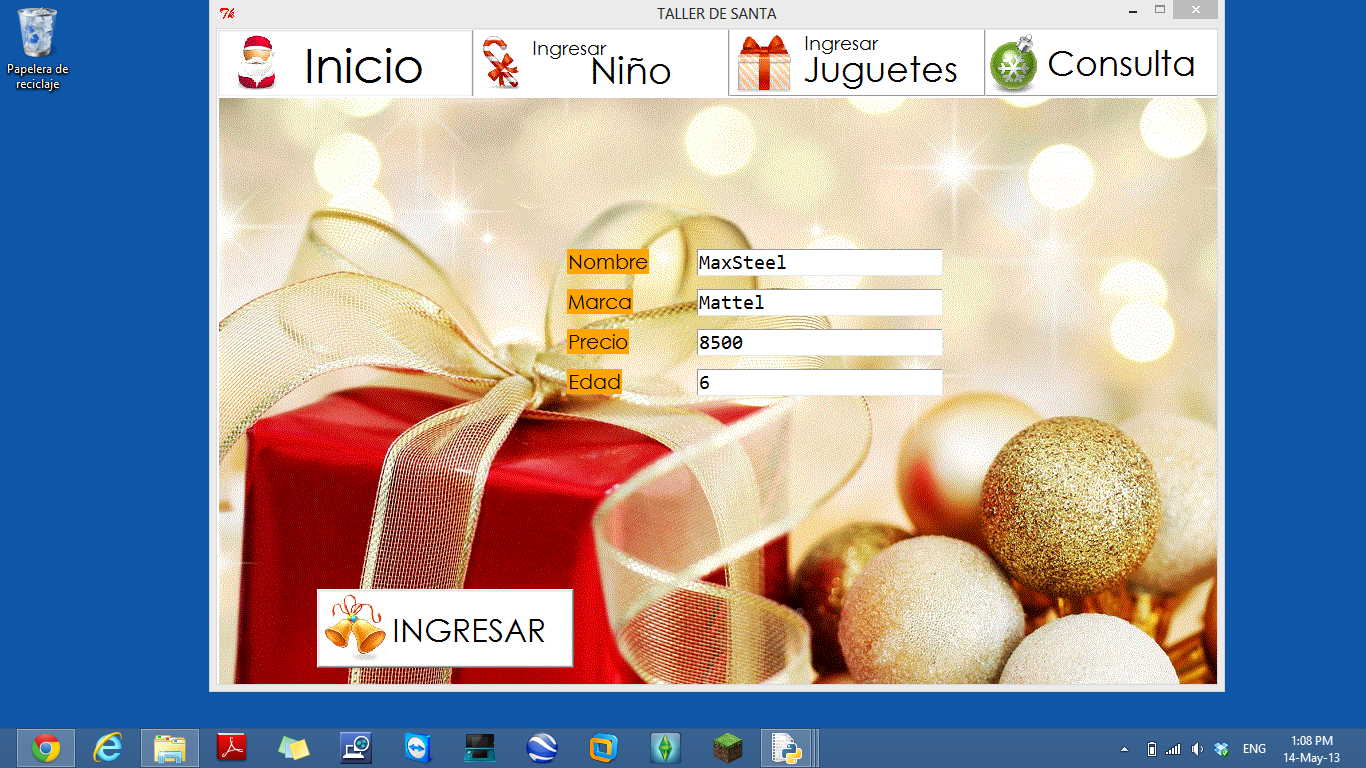 Papelera de
reciclaje
TALLER DE SANTA
Inicio
Ingresar
Niño
Ingresar
Juguetes
Consulta
Nombre MaxSteel
Marca Mattel
Precio 8500
Edad 6
INGRESAR
ENG
1:08 PM
14-May-13